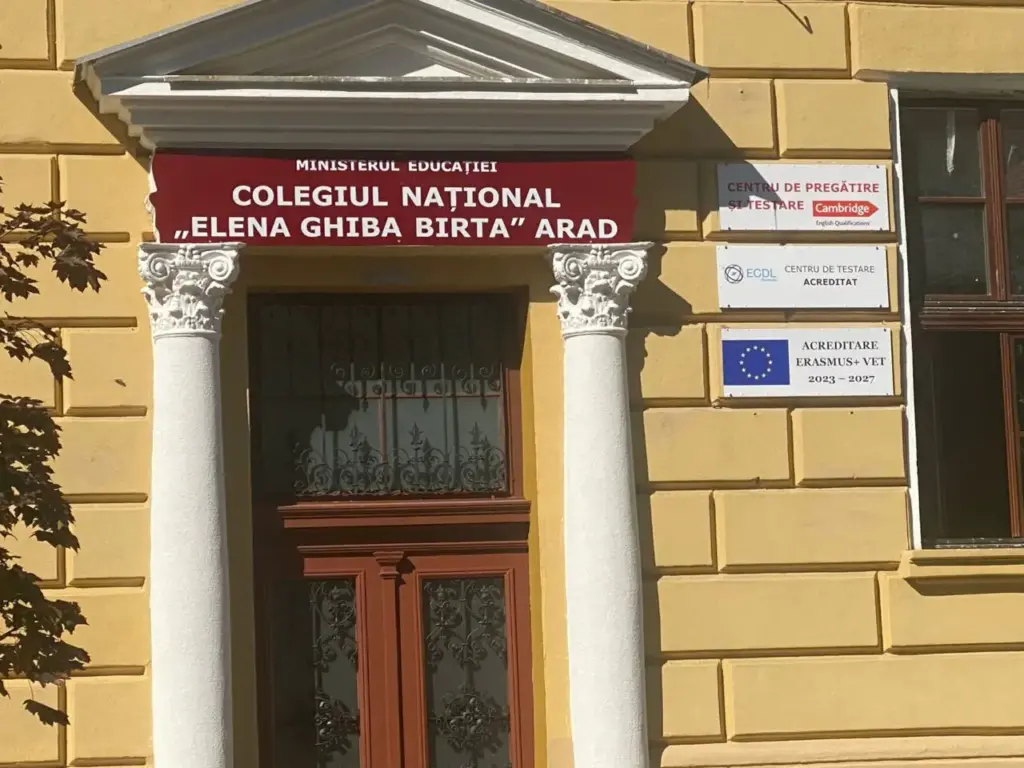 MINISTERUL EDUCAȚIEI
COLEGIUL NAȚIONAL
„ELENA GHIBA BIRTA” ARAD
CENTRU DE PREGĂTIRE
ȘI TESTARE Cambridge
English Qualifications
ECDL CENTRU DE TESTARE
ACREDITAT
ACREDITARE
ERASMUS+ VET
2023 – 2027